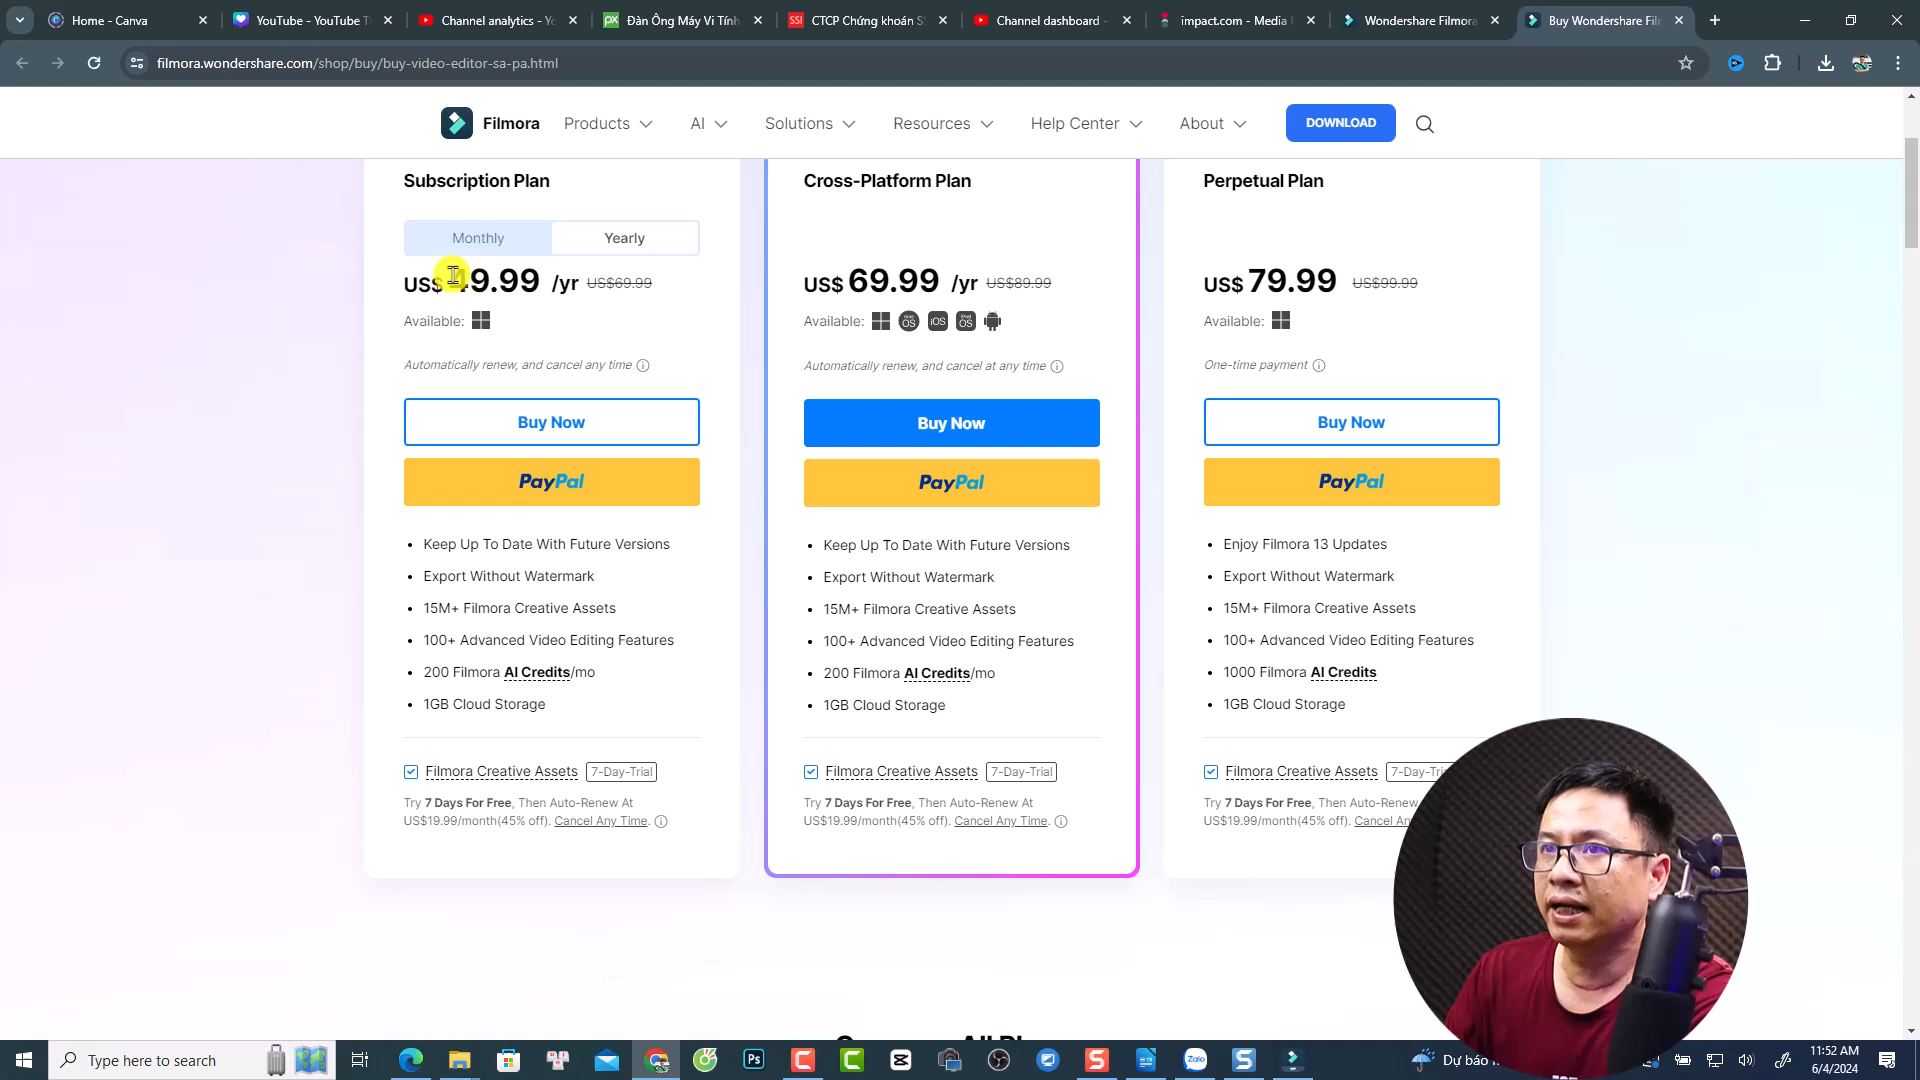 Home - Canva
YouTube - YouTube T
Channel analytics - Yo
Đàn Ông Máy Vi Tính
CTCP Chứng khoán S
Channel dashboard -
impact.com - Media
Wondershare Filmora
Buy Wondershare Fil
filmora.wondershare.com/shop/buy/buy-video-editor-sa-pa.html
Filmora
Products
AI
Solutions
Resources
Help Center
About
DOWNLOAD
Subscription Plan
Monthly
Yearly
US$ 49.99 /yr US$69.99
Available:
Automatically renew, and cancel any time
Buy Now
PayPal
• Keep Up To Date With Future Versions
• Export Without Watermark
• 15M+ Filmora Creative Assets
• 100+ Advanced Video Editing Features
• 200 Filmora AI Credits/mo
• 1GB Cloud Storage
Filmora Creative Assets 7-Day-Trial
Try 7 Days For Free, Then Auto-Renew At
US$19.99/month(45% off). Cancel Any Time.
Cross-Platform Plan
US$ 69.99 /yr US$89.99
Available:
Automatically renew, and cancel at any time
Buy Now
PayPal
• Keep Up To Date With Future Versions
• Export Without Watermark
• 15M+ Filmora Creative Assets
• 100+ Advanced Video Editing Features
• 200 Filmora AI Credits/mo
• 1GB Cloud Storage
Filmora Creative Assets 7-Day-Trial
Try 7 Days For Free, Then Auto-Renew At
US$19.99/month(45% off). Cancel Any Time.
Perpetual Plan
US$ 79.99 US$99.99
Available:
One-time payment
Buy Now
PayPal
• Enjoy Filmora 13 Updates
• Export Without Watermark
• 15M+ Filmora Creative Assets
• 100+ Advanced Video Editing Features
• 1000 Filmora AI Credits
• 1GB Cloud Storage
Filmora Creative Assets 7-Day-Tri
Try 7 Days For Free, Then Auto-Renew
US$19.99/month(45% off). Cancel
Type here to search
Dự báo
11:52 AM
6/4/2024